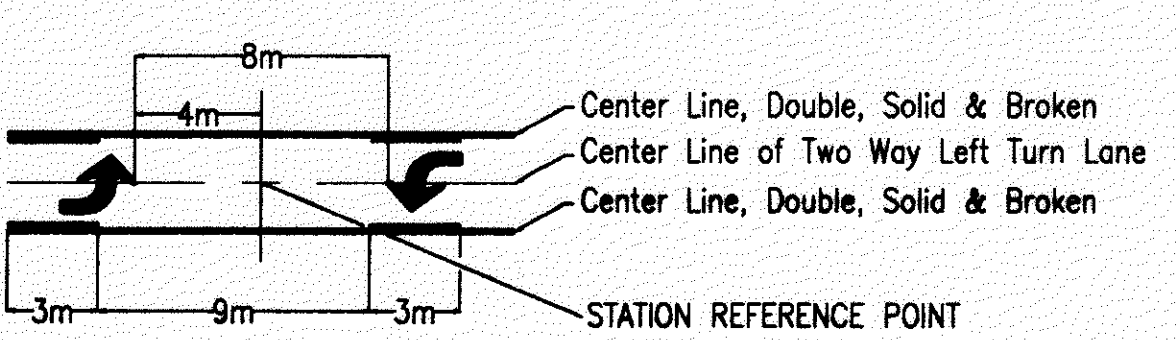 8m
4m
Center Line, Double, Solid & Broken
Center Line of Two Way Left Turn Lane
Center Line, Double, Solid & Broken
3m
9m
3m
STATION REFERENCE POINT